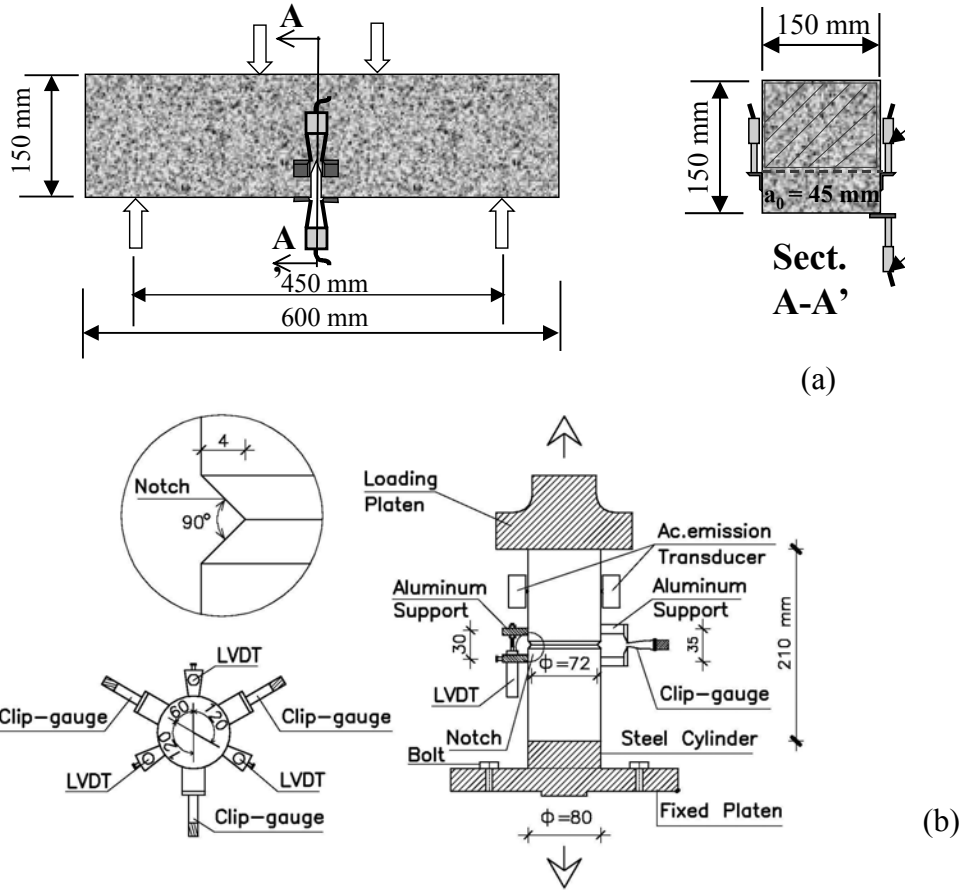 A
150 mm
150 mm
150 mm
a0 = 45 mm
A
’
450 mm
600 mm
Sect.
A-A’
(a)
4
Notch
90°
Loading
Platen
Ac.emission
Transducer
Aluminum
Support
Aluminum
Support
30
35
210 mm
ф=72
LVDT
Clip-gauge
Notch
Bolt
Steel Cylinder
Fixed Platen
ф=80
LVDT
Clip-gauge
Clip-gauge
60
120
120
LVDT
LVDT
Clip-gauge
(b)